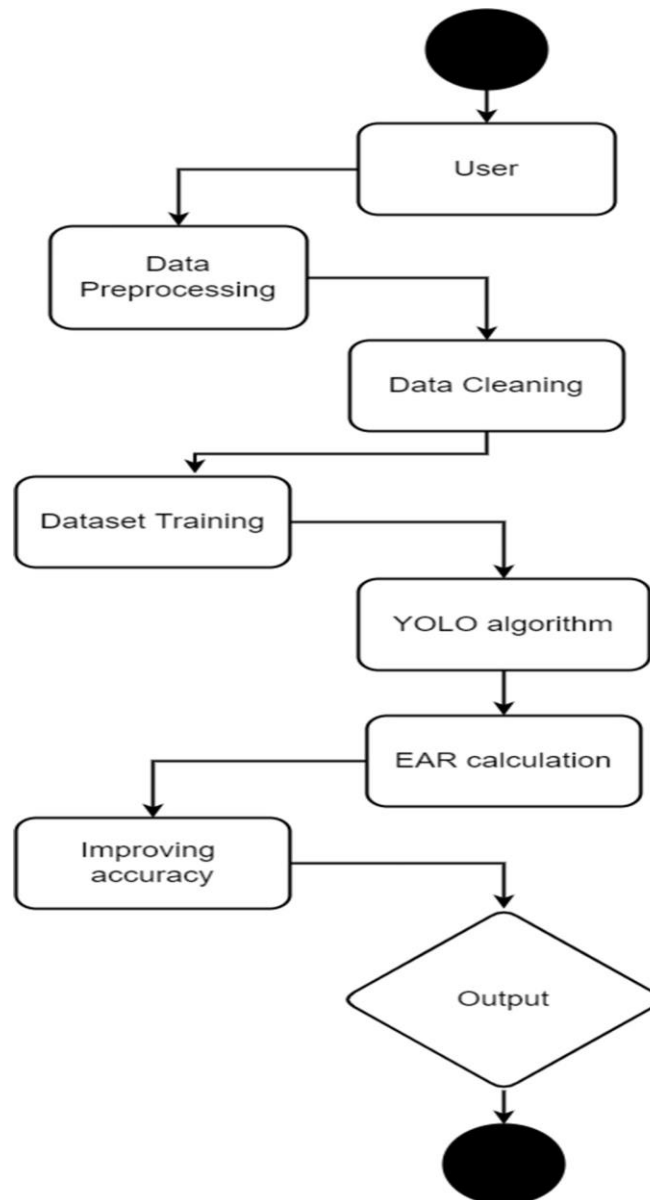 User
Data
Preprocessing
Data Cleaning
Dataset Training
YOLO algorithm
EAR calculation
Improving
accuracy
Output